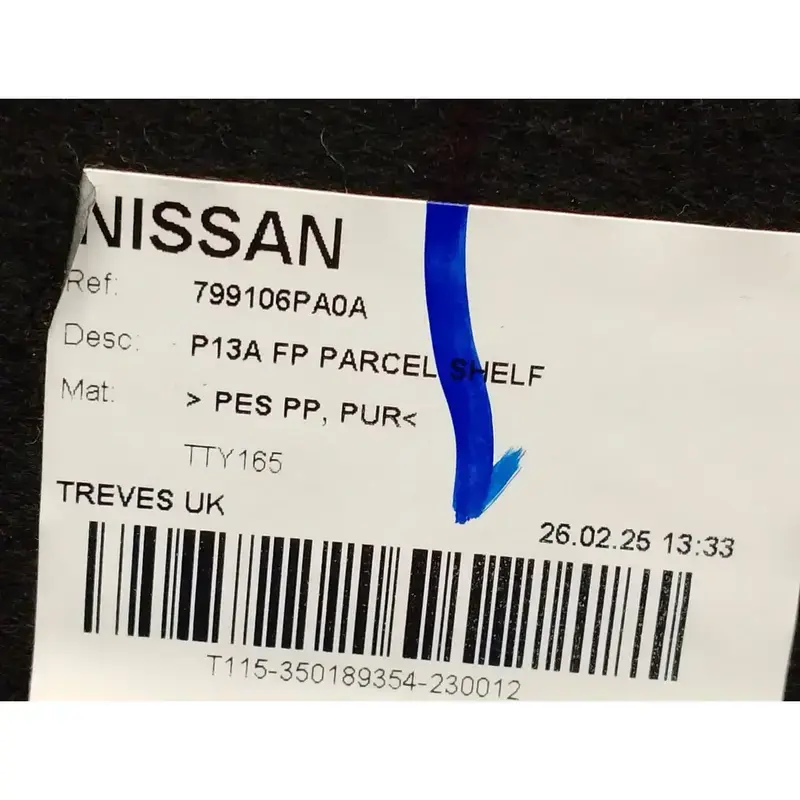 NISSAN
Ref: 799106PA0A
Desc: P13A FP PARCEL SHELF
Mat: > PES PP, PUR<
TTY165
TREVES UK
26.02.25 13:33
T115-350189354-230012